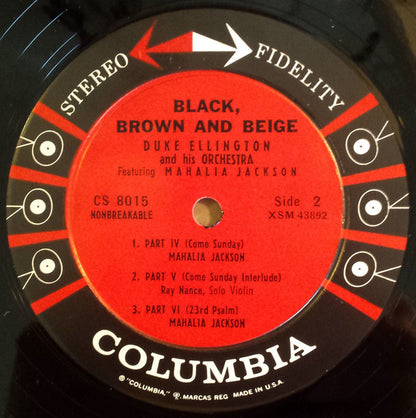 STEREO FIDELITY
BLACK,
BROWN AND BEIGE
DUKE ELLINGTON
and his ORCHESTRA
Featuring MAHALIA JACKSON
CS 8015
NONBREAKABLE
Side 2
XSM 43892
1. PART IV (Come Sunday)
MAHALIA JACKSON
2. PART V (Come Sunday Interlude)
Ray Nance, Solo Violin
3. PART VI (23rd Psalm)
MAHALIA JACKSON
COLUMBIA
® "COLUMBIA," Ⓟ. MARCAS REG MADE IN U.S.A.